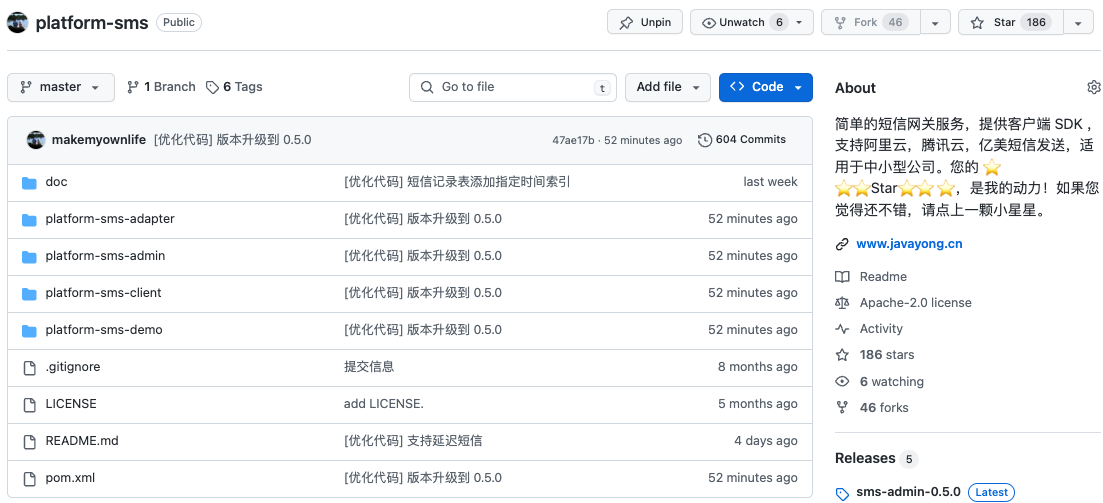 platform-sms Public Unpin Unwatch 6 Fork 46 Star 186
master 1 Branch 6 Tags Go to file t Add file Code
makemyownlife [优化代码] 版本升级到 0.5.0 47ae17b · 52 minutes ago 604 Commits
doc [优化代码] 短信记录表添加指定时间索引 last week
platform-sms-adapter [优化代码] 版本升级到 0.5.0 52 minutes ago
platform-sms-admin [优化代码] 版本升级到 0.5.0 52 minutes ago
platform-sms-client [优化代码] 版本升级到 0.5.0 52 minutes ago
platform-sms-demo [优化代码] 版本升级到 0.5.0 52 minutes ago
.gitignore 提交信息 8 months ago
LICENSE add LICENSE. 5 months ago
README.md [优化代码] 支持延迟短信 4 days ago
pom.xml [优化代码] 版本升级到 0.5.0 52 minutes ago
About
简单的短信网关服务，提供客户端 SDK ，
支持阿里云，腾讯云，亿美短信发送，适
用于中小型公司。您的 ⭐
⭐⭐Star⭐⭐ ⭐，是我的动力！如果您
觉得还不错，请点上一颗小星星。
www.javayong.cn
Readme
Apache-2.0 license
Activity
186 stars
6 watching
46 forks
Releases 5
sms-admin-0.5.0 Latest